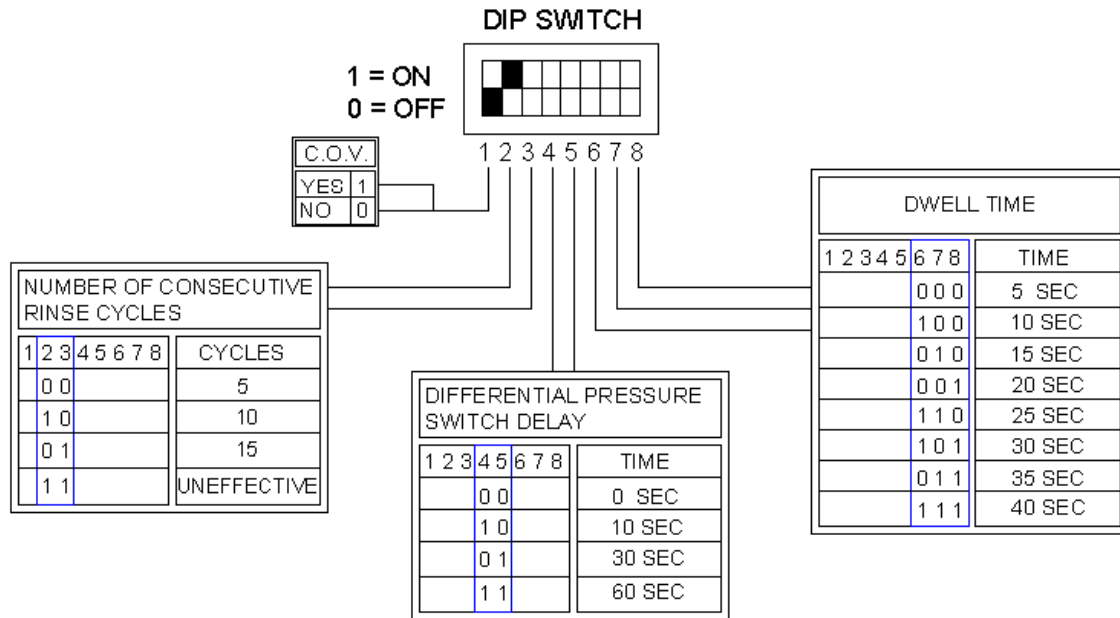 DIP SWITCH
1 = ON
0 = OFF
1 2 3 4 5 6 7 8
C.O.V.
YES 1
NO 0
NUMBER OF CONSECUTIVE
RINSE CYCLES
1 2 3 4 5 6 7 8 CYCLES
0 0 5
1 0 10
0 1 15
1 1 UNEFFECTIVE
DIFFERENTIAL PRESSURE
SWITCH DELAY
1 2 3 4 5 6 7 8 TIME
0 0 0 SEC
1 0 10 SEC
0 1 30 SEC
1 1 60 SEC
DWELL TIME
1 2 3 4 5 6 7 8 TIME
0 0 0 5 SEC
1 0 0 10 SEC
0 1 0 15 SEC
0 0 1 20 SEC
1 1 0 25 SEC
1 0 1 30 SEC
0 1 1 35 SEC
1 1 1 40 SEC